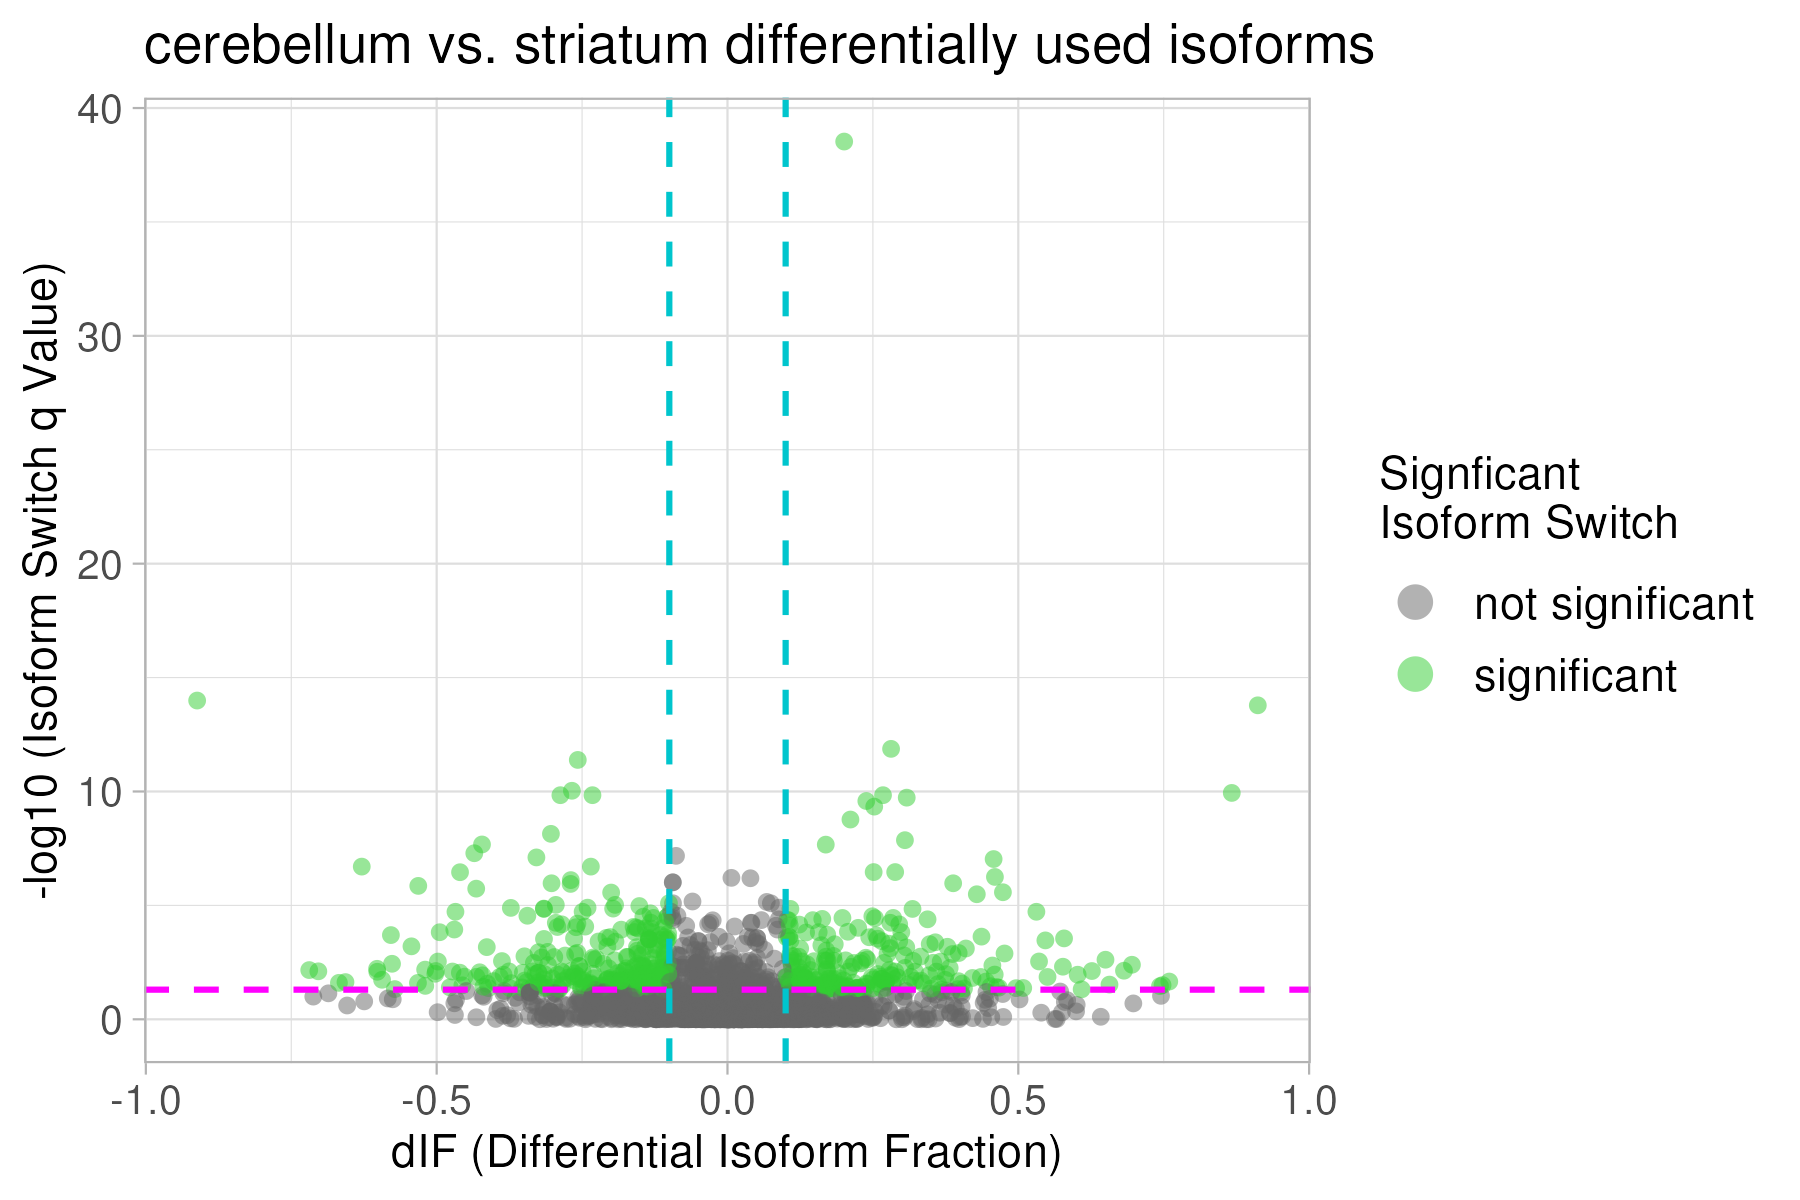 cerebellum vs. striatum differentially used isoforms
40
30
20
10
0
-log10 (Isoform Switch q Value)
-1.0
-0.5
0.0
0.5
1.0
dIF (Differential Isoform Fraction)
Signficant
Isoform Switch
not significant
significant